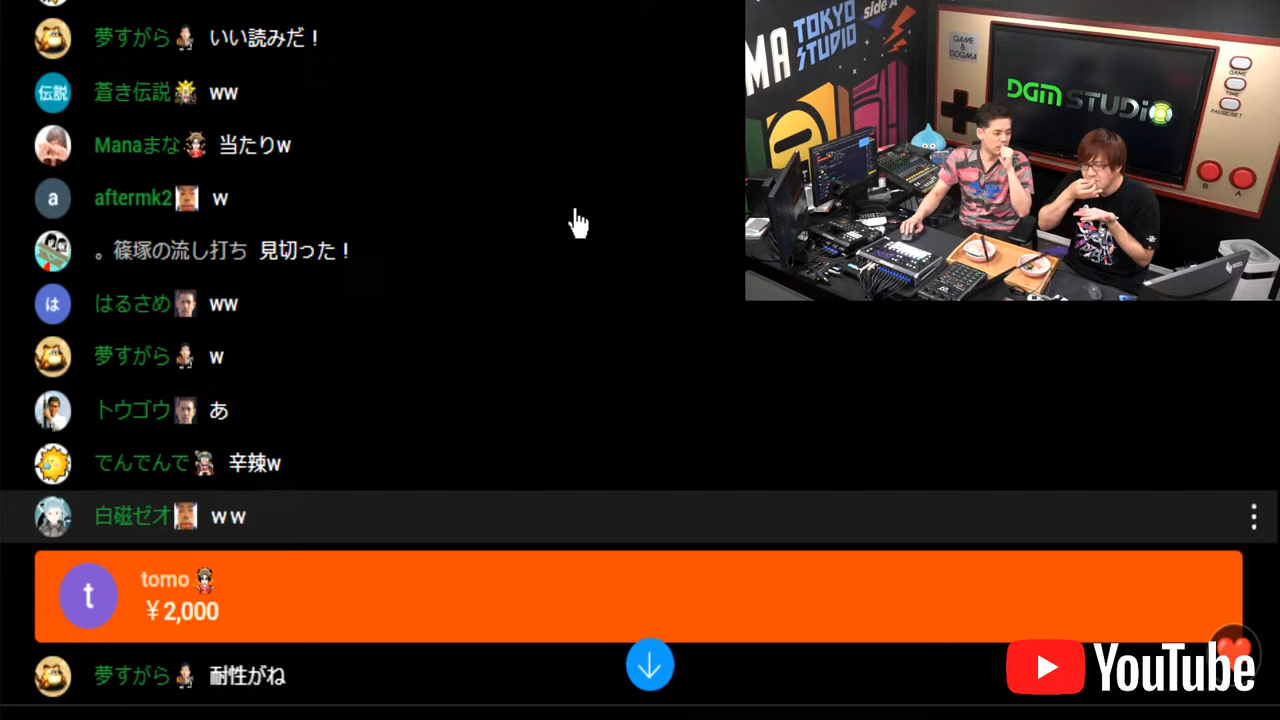 夢すがら いい読みだ！
伝説 蒼き伝説 ww
Manaまな 当たりw
a aftermk2 w
。篠塚の流し打ち 見切った！
は はるさめ ww
夢すがら w
トウゴウ あ
でんでんで 辛辣w
白磁ゼオ ｗｗ
t tomo
￥2,000
夢すがら 耐性がね
MA TOKYO STUDIO side A
GAME & DOGMA
DGM STUDIO
GAME
TIME
PAUSE/SET
B A
YouTube